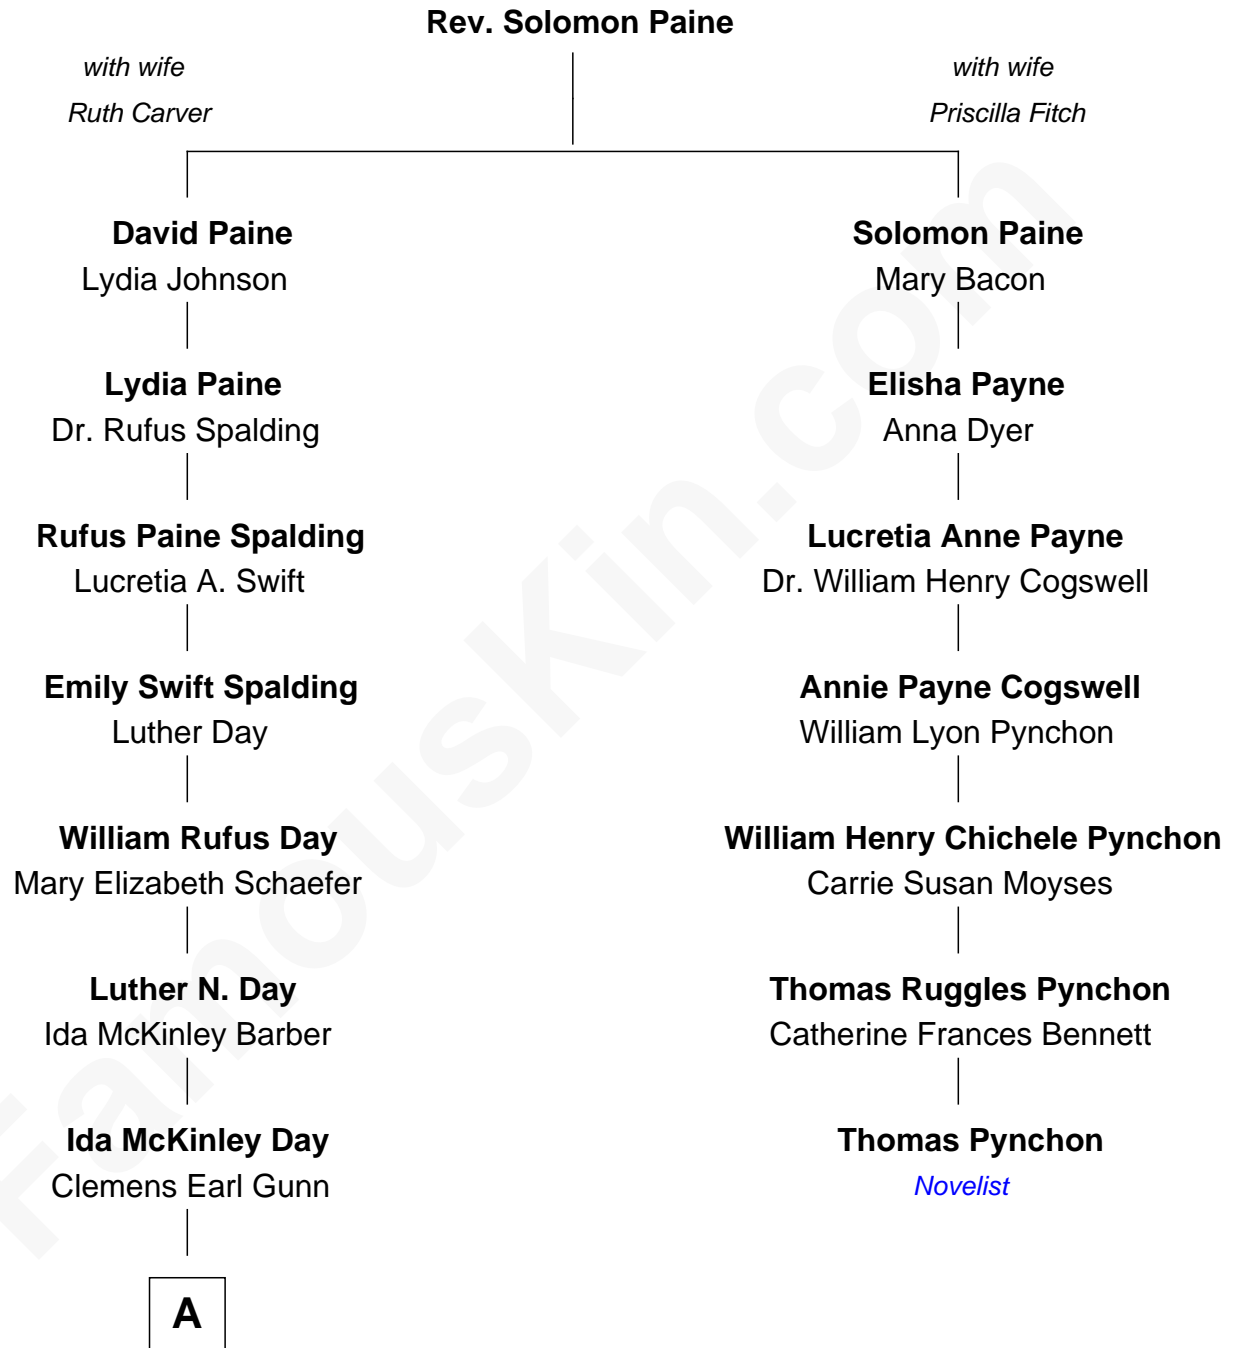 Rev. Solomon Paine
with wife
Ruth Carver
with wife
Priscilla Fitch
David Paine
Lydia Johnson
Solomon Paine
Mary Bacon
Lydia Paine
Dr. Rufus Spalding
Elisha Payne
Anna Dyer
Rufus Paine Spalding
Lucretia A. Swift
Lucretia Anne Payne
Dr. William Henry Cogswell
Emily Swift Spalding
Luther Day
Annie Payne Cogswell
William Lyon Pynchon
William Rufus Day
Mary Elizabeth Schaefer
William Henry Chichele Pynchon
Carrie Susan Moyses
Luther N. Day
Ida McKinley Barber
Thomas Ruggles Pynchon
Catherine Frances Bennett
Ida McKinley Day
Clemens Earl Gunn
Thomas Pynchon
Novelist
A
FamousKin.com